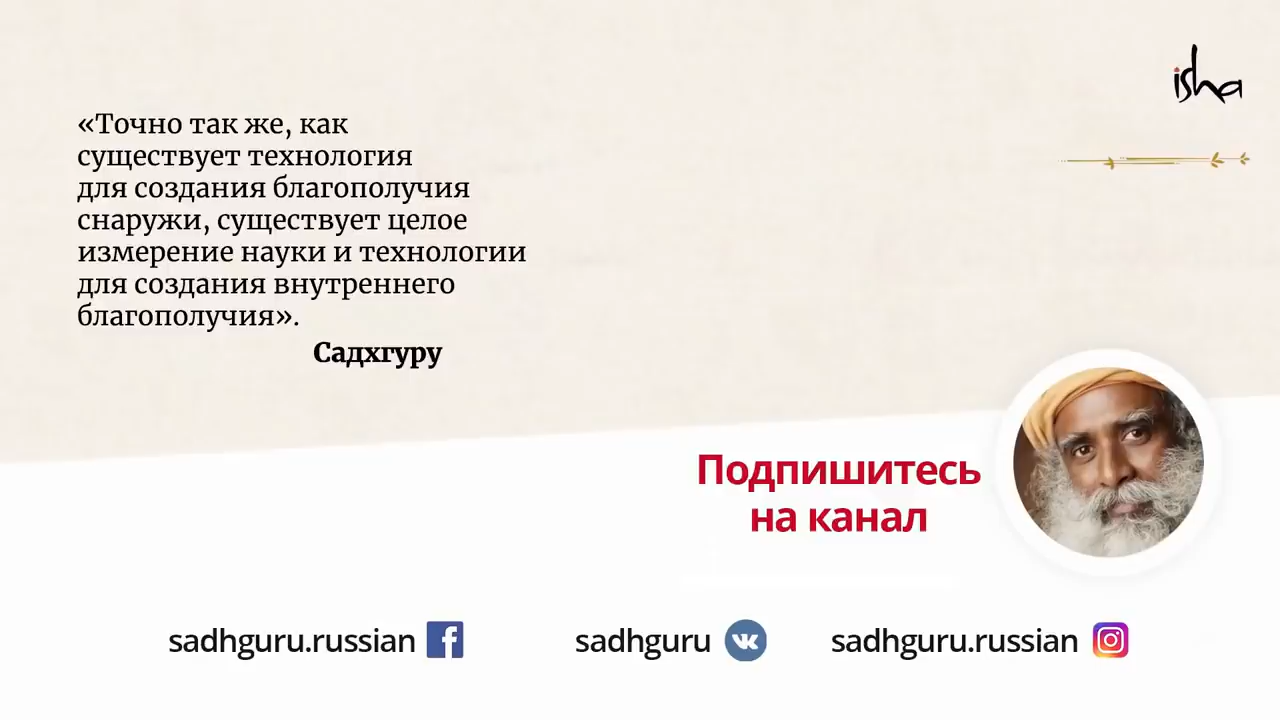 isha
«Точно так же, как
существует технология
для создания благополучия
снаружи, существует целое
измерение науки и технологии
для создания внутреннего
благополучия».
Садхгуру
Подпишитесь
на канал
sadhguru.russian
sadhguru
sadhguru.russian